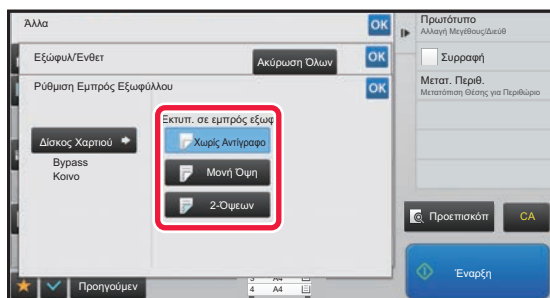 Άλλα
OK
Εξώφυλ/Ένθετ
Ακύρωση Όλων
OK
Ρύθμιση Εμπρός Εξωφύλλου
OK
Εκτυπ. σε εμπρός εξωφ
Δίσκος Χαρτιού
Bypass
Κοινο
Χωρίς Αντίγραφο
Μονή Όψη
2-Όψεων
Προηγούμεν
3 A4
4 A4
Πρωτότυπο
Αλλαγή Μεγέθους/Διεύθ
Συρραφή
Μετατ. Περιθ.
Μετατόπιση Θέσης για Περιθώριο
Προεπισκόπ
CA
Έναρξη